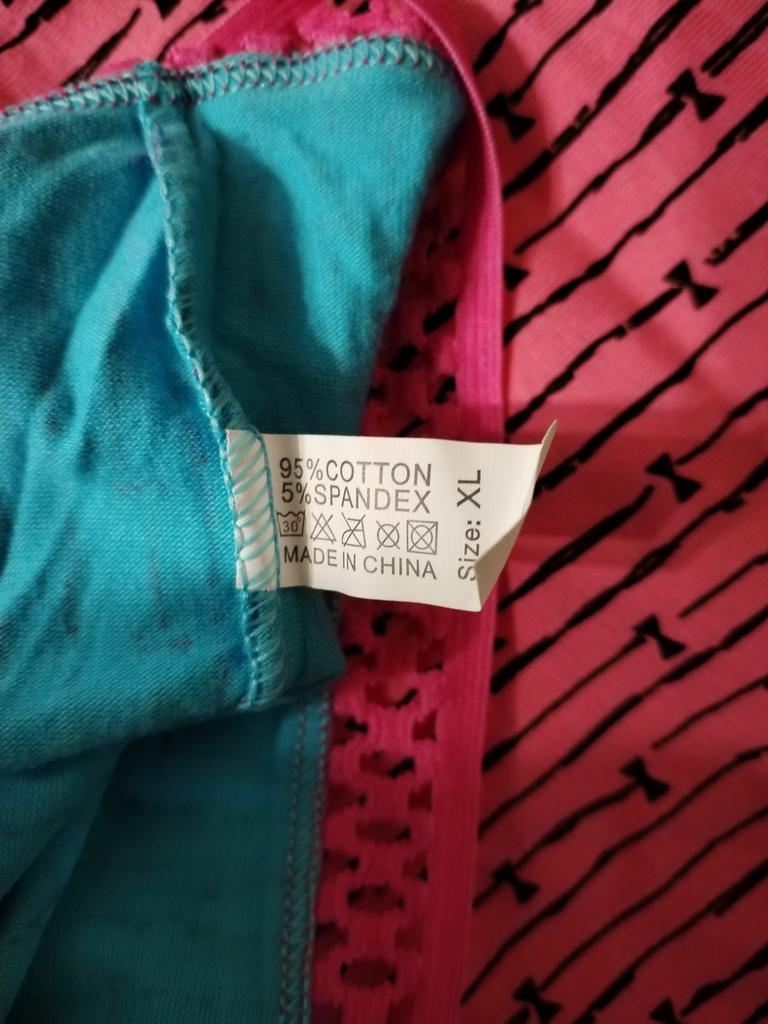 95%COTTON
5%SPANDEX
30°
MADE IN CHINA
Size: XL